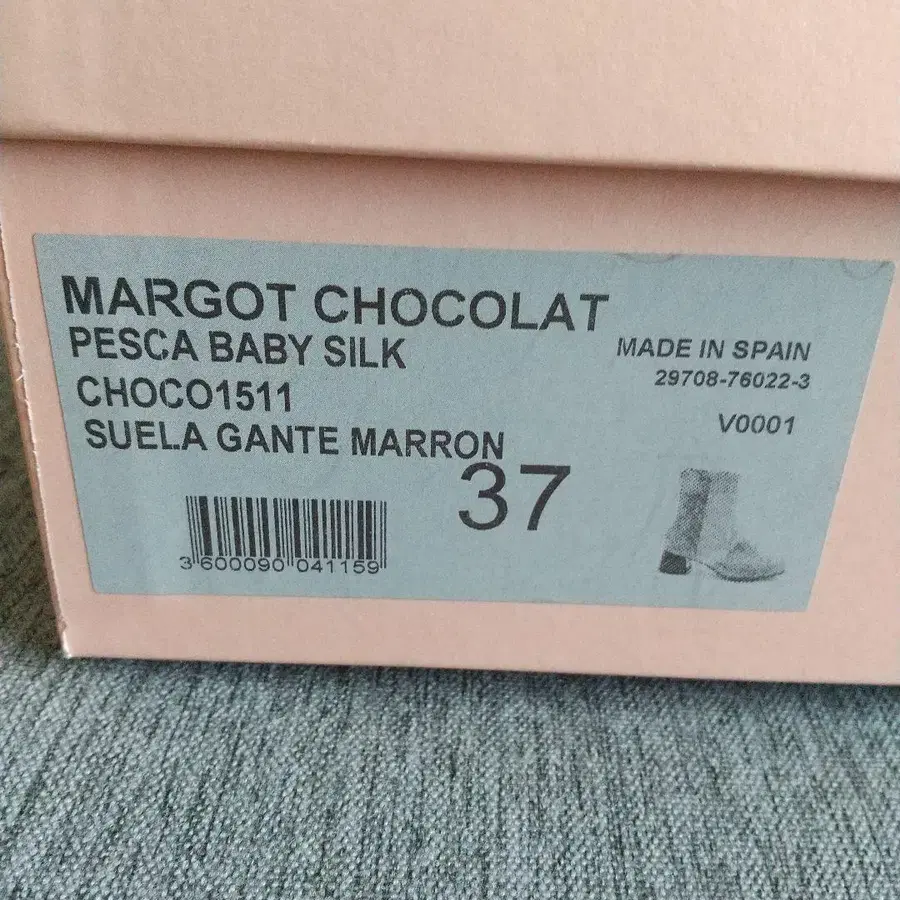 MARGOT CHOCOLAT
PESCA BABY SILK
CHOCO1511
SUELA GANTE MARRON
37
MADE IN SPAIN
29708-76022-3
V0001
3 600090 041159